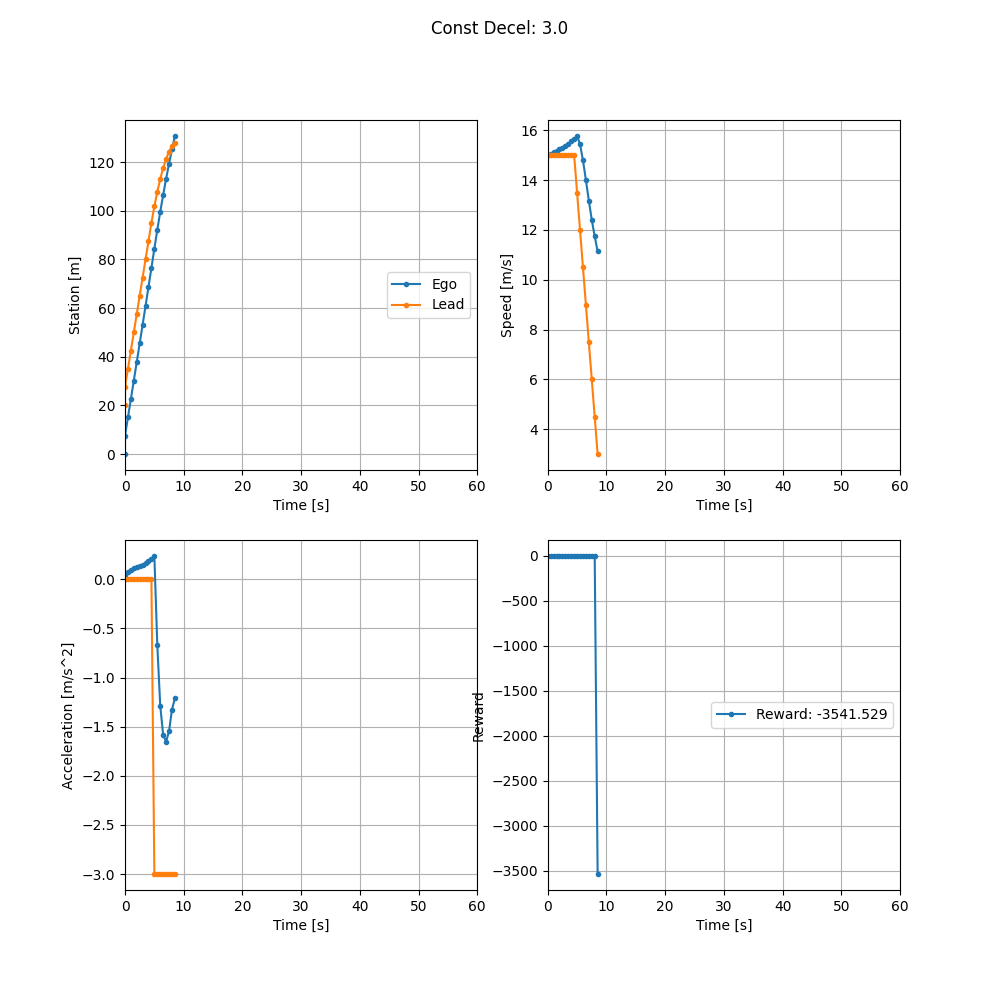 Const Decel: 3.0
Station [m]
120
100
80
60
40
20
0
0 10 20 30 40 50 60
Time [s]
Ego
Lead
Speed [m/s]
16
14
12
10
8
6
4
0 10 20 30 40 50 60
Time [s]
Acceleration [m/s^2]
0.0
−0.5
−1.0
−1.5
−2.0
−2.5
−3.0
0 10 20 30 40 50 60
Time [s]
Reward
0
−500
−1000
−1500
−2000
−2500
−3000
−3500
0 10 20 30 40 50 60
Time [s]
Reward: -3541.529